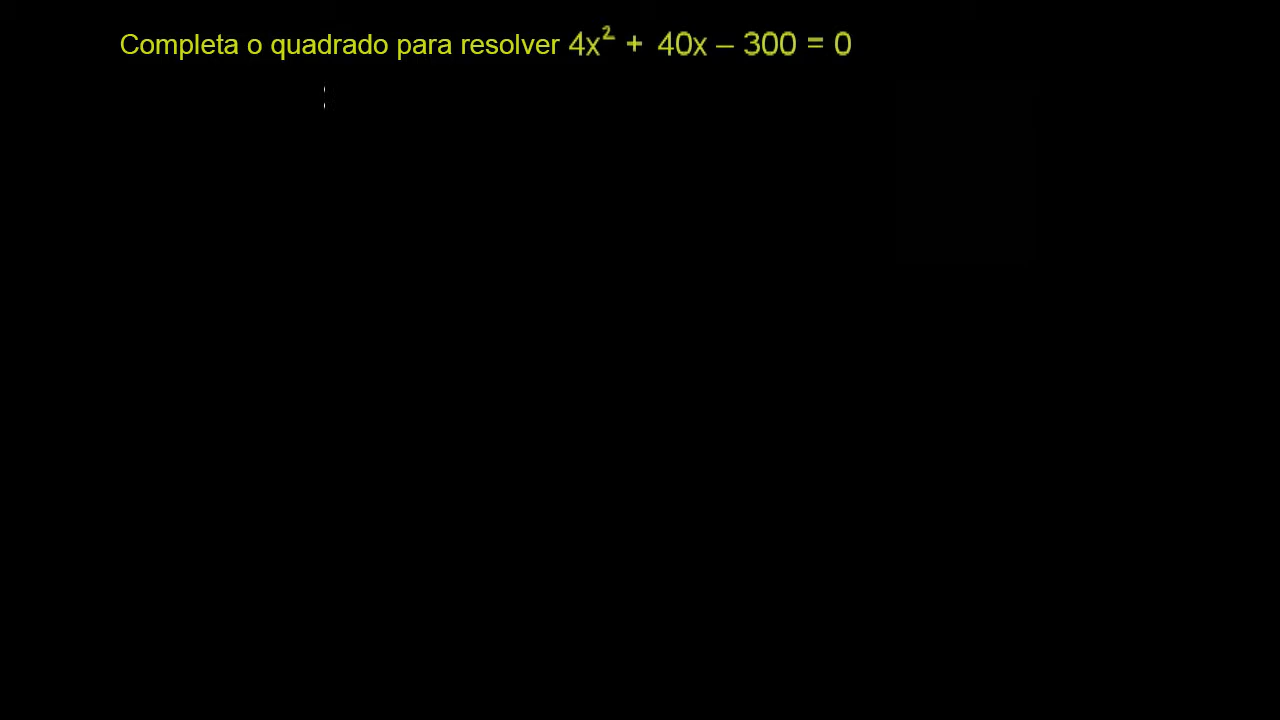 Completa o quadrado para resolver 4x² + 40x – 300 = 0